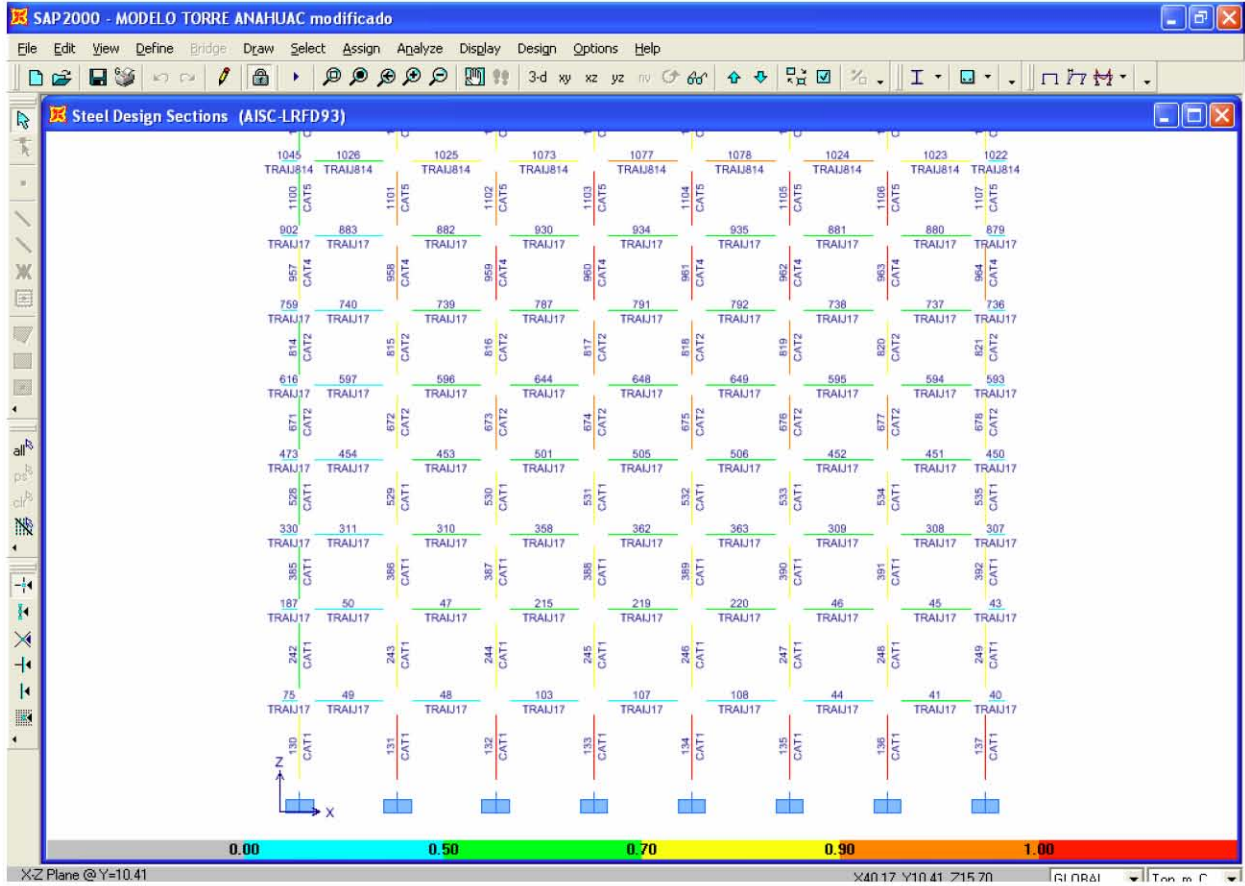 SAP2000 - MODELO TORRE ANAHUAC modificado
File Edit View Define Bridge Draw Select Assign Analyze Display Design Options Help
3-d xy xz yz nv
Steel Design Sections (AISC-LRFD93)
1045 1026 1025 1073 1077 1078 1024 1023 1022
TRAIJ814 TRAIJ814 TRAIJ814 TRAIJ814 TRAIJ814 TRAIJ814 TRAIJ814 TRAIJ814 TRAIJ814
1100 CAT5 1101 CAT5 1102 CAT5 1103 CAT5 1104 CAT5 1105 CAT5 1106 CAT5 1107 CAT5
902 883 882 930 934 935 881 880 879
TRAIJ17 TRAIJ17 TRAIJ17 TRAIJ17 TRAIJ17 TRAIJ17 TRAIJ17 TRAIJ17 TRAIJ17
957 CAT4 958 CAT4 959 CAT4 960 CAT4 961 CAT4 962 CAT4 963 CAT4 964 CAT4
759 740 739 787 791 792 738 737 736
TRAIJ17 TRAIJ17 TRAIJ17 TRAIJ17 TRAIJ17 TRAIJ17 TRAIJ17 TRAIJ17 TRAIJ17
814 CAT2 815 CAT2 816 CAT2 817 CAT2 818 CAT2 819 CAT2 820 CAT2 821 CAT2
616 597 596 644 648 649 595 594 593
TRAIJ17 TRAIJ17 TRAIJ17 TRAIJ17 TRAIJ17 TRAIJ17 TRAIJ17 TRAIJ17 TRAIJ17
671 CAT2 672 CAT2 673 CAT2 674 CAT2 675 CAT2 676 CAT2 677 CAT2 678 CAT2
473 454 453 501 505 506 452 451 450
TRAIJ17 TRAIJ17 TRAIJ17 TRAIJ17 TRAIJ17 TRAIJ17 TRAIJ17 TRAIJ17 TRAIJ17
528 CAT1 529 CAT1 530 CAT1 531 CAT1 532 CAT1 533 CAT1 534 CAT1 535 CAT1
330 311 310 358 362 363 309 308 307
TRAIJ17 TRAIJ17 TRAIJ17 TRAIJ17 TRAIJ17 TRAIJ17 TRAIJ17 TRAIJ17 TRAIJ17
385 CAT1 386 CAT1 387 CAT1 388 CAT1 389 CAT1 390 CAT1 391 CAT1 392 CAT1
187 50 47 215 219 220 46 45 43
TRAIJ17 TRAIJ17 TRAIJ17 TRAIJ17 TRAIJ17 TRAIJ17 TRAIJ17 TRAIJ17 TRAIJ17
242 CAT1 243 CAT1 244 CAT1 245 CAT1 246 CAT1 247 CAT1 248 CAT1 249 CAT1
75 49 48 103 107 108 44 41 40
TRAIJ17 TRAIJ17 TRAIJ17 TRAIJ17 TRAIJ17 TRAIJ17 TRAIJ17 TRAIJ17 TRAIJ17
130 CAT1 131 CAT1 132 CAT1 133 CAT1 134 CAT1 135 CAT1 136 CAT1 137 CAT1
Z
X
all
ps
clr
0.00 0.50 0.70 0.90 1.00
X-Z Plane @ Y=10.41 X40.17 Y10.41 Z15.70 GLOBAL Ton, m, C